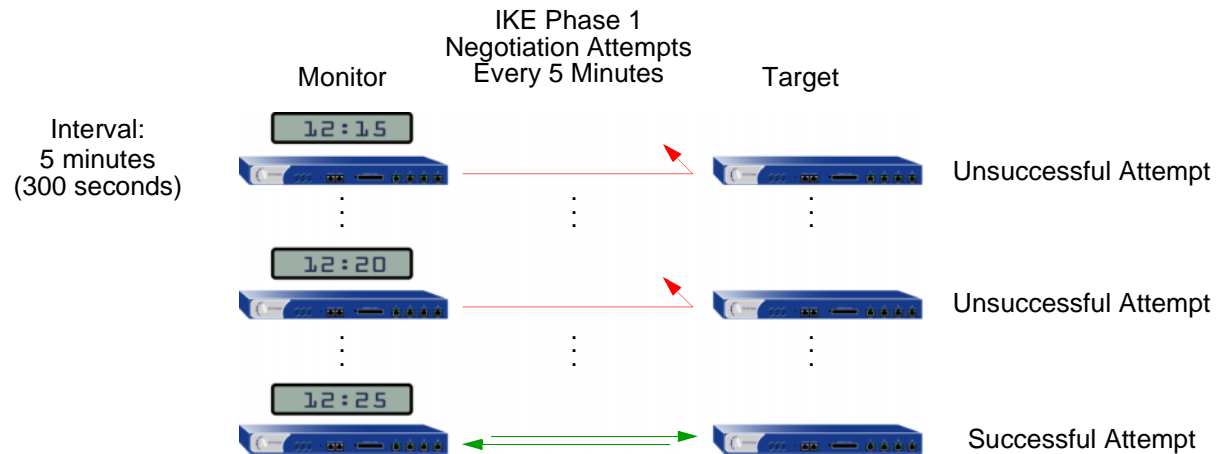 IKE Phase 1
Negotiation Attempts
Every 5 Minutes
Monitor
Target
Interval:
5 minutes
(300 seconds)
12:15
Unsuccessful Attempt
12:20
Unsuccessful Attempt
12:25
Successful Attempt